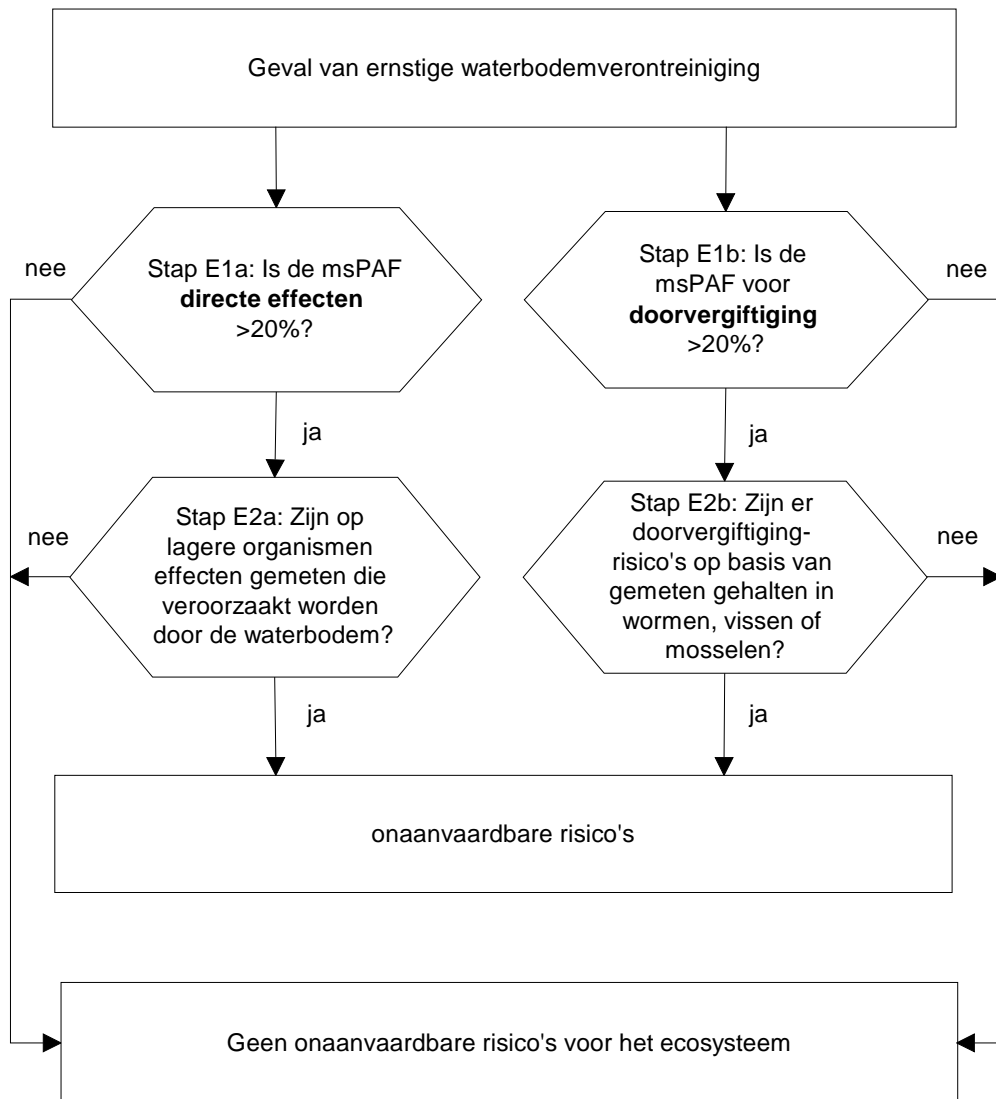 Geval van ernstige waterbodemverontreiniging
nee
Stap E1a: Is de msPAF
directe effecten
>20%?
Stap E1b: Is de
msPAF voor
doorvergiftiging
>20%?
nee
ja
ja
nee
Stap E2a: Zijn op
lagere organismen
effecten gemeten die
veroorzaakt worden
door de waterbodem?
Stap E2b: Zijn er
doorvergiftiging-
risico's op basis van
gemeten gehalten in
wormen, vissen of
mosselen?
nee
ja
ja
onaanvaardbare risico's
Geen onaanvaardbare risico's voor het ecosysteem